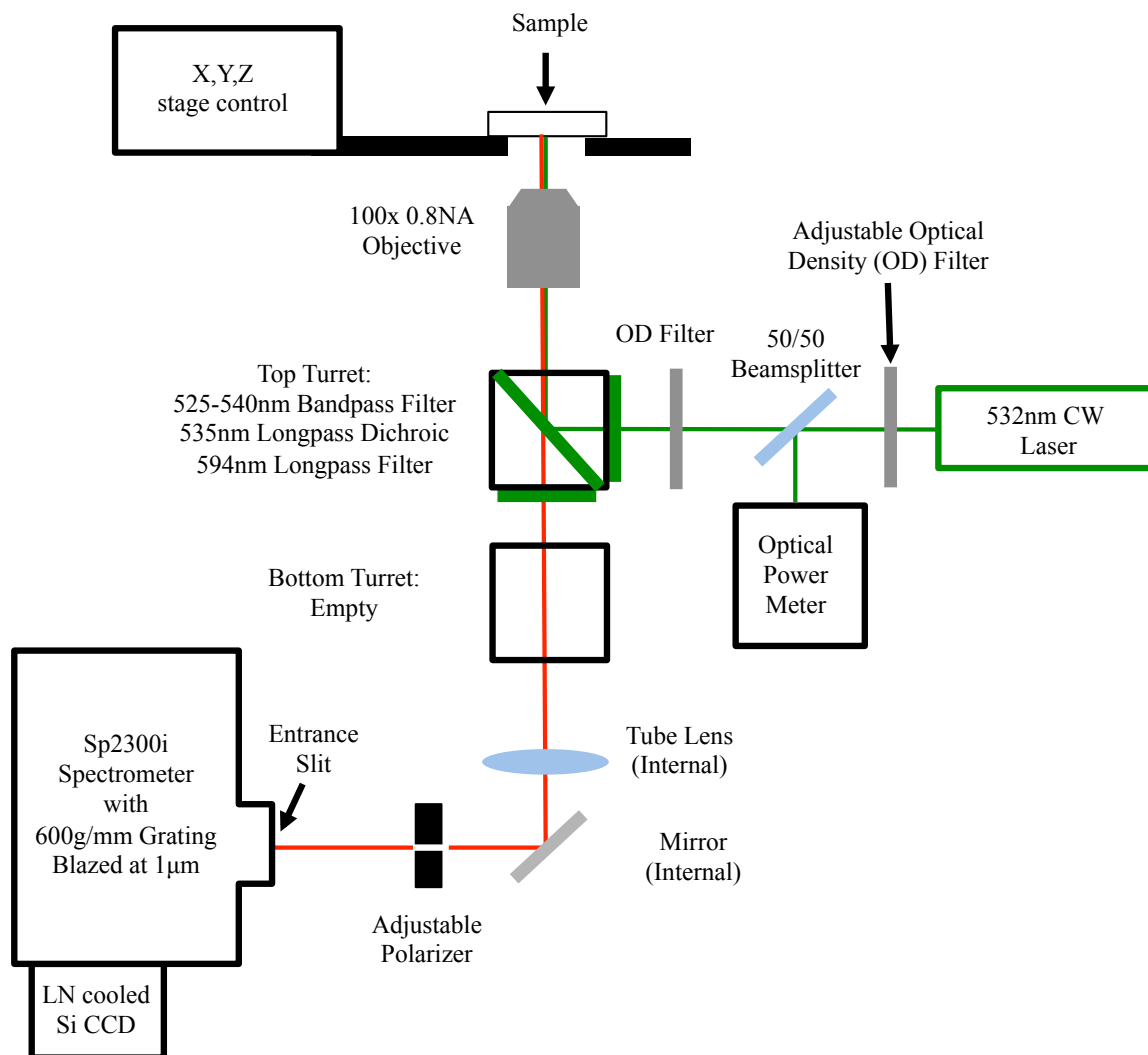 Sample
X,Y,Z
stage control
100x 0.8NA
Objective
Adjustable Optical
Density (OD) Filter
OD Filter
50/50
Beamsplitter
532nm CW
Laser
Top Turret:
525-540nm Bandpass Filter
535nm Longpass Dichroic
594nm Longpass Filter
Optical
Power
Meter
Bottom Turret:
Empty
Tube Lens
(Internal)
Entrance
Slit
Sp2300i
Spectrometer
with
600g/mm Grating
Blazed at 1μm
Mirror
(Internal)
Adjustable
Polarizer
LN cooled
Si CCD